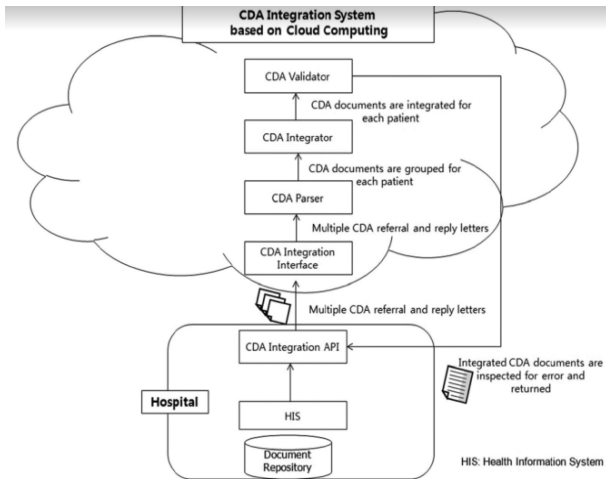 CDA Integration System
based on Cloud Computing
CDA Validator
CDA documents are integrated for
each patient
CDA Integrator
CDA documents are grouped for
each patient
CDA Parser
Multiple CDA referral and reply letters
CDA Integration
Interface
Multiple CDA referral and reply letters
CDA Integration API
Integrated CDA documents are
inspected for error and
returned
Hospital
HIS
Document
Repository
HIS: Health Information System